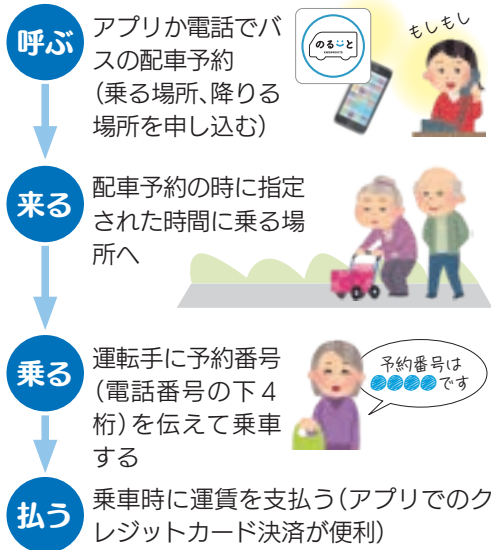 呼ぶ
アプリか電話でバ
スの配車予約
(乗る場所、降りる
場所を申し込む)
のるーと
もしもし
来る
配車予約の時に指定
された時間に乗る場
所へ
乗る
運転手に予約番号
(電話番号の下4
桁)を伝えて乗車
する
予約番号は
●●●●です
払う
乗車時に運賃を支払う(アプリでのク
レジットカード決済が便利)